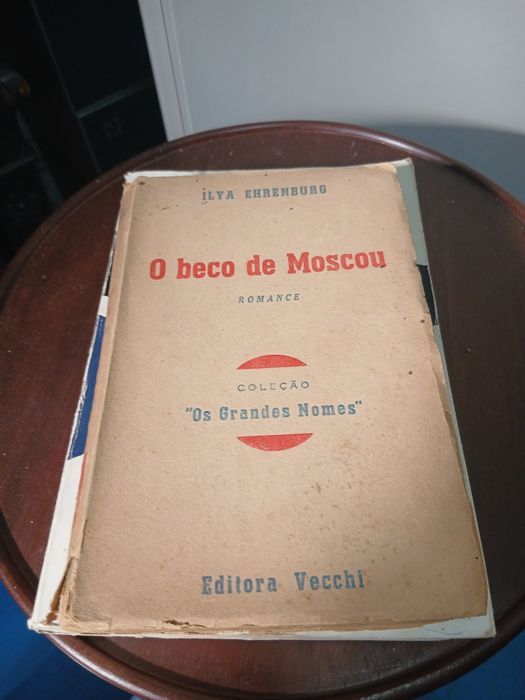 ILYA EHRENBURG
O beco de Moscou
ROMANCE
COLEÇÃO
"Os Grandes Nomes"
Editora Vecchi